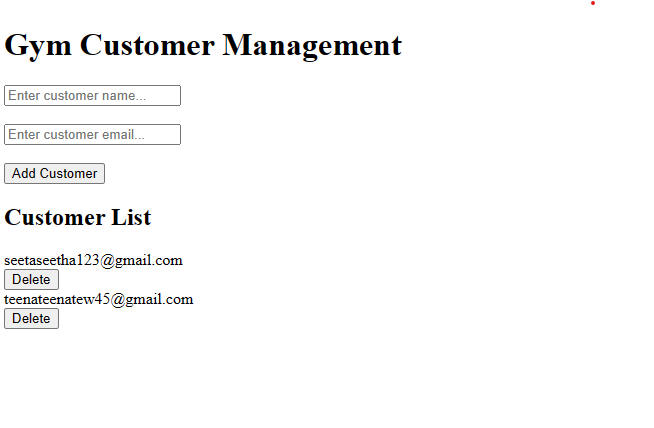 Gym Customer Management
Enter customer name...
Enter customer email...
Add Customer
Customer List
seetaseetha123@gmail.com
Delete
teenateenatew45@gmail.com
Delete